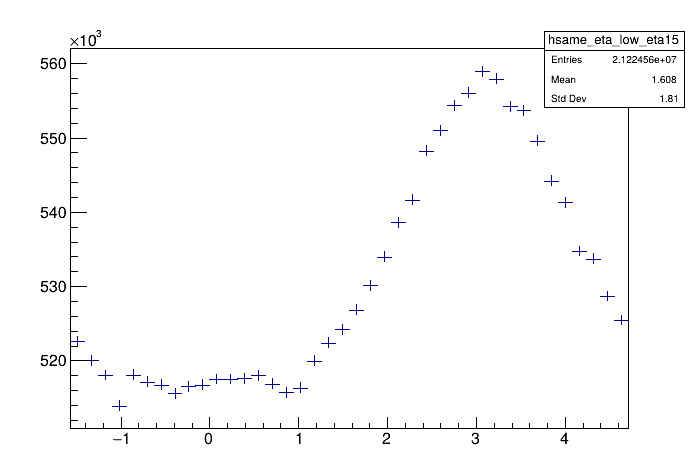 ×10³
hsame_eta_low_eta15
Entries 2.122456e+07
Mean 1.608
Std Dev 1.81
560
550
540
530
520
−1 0 1 2 3 4